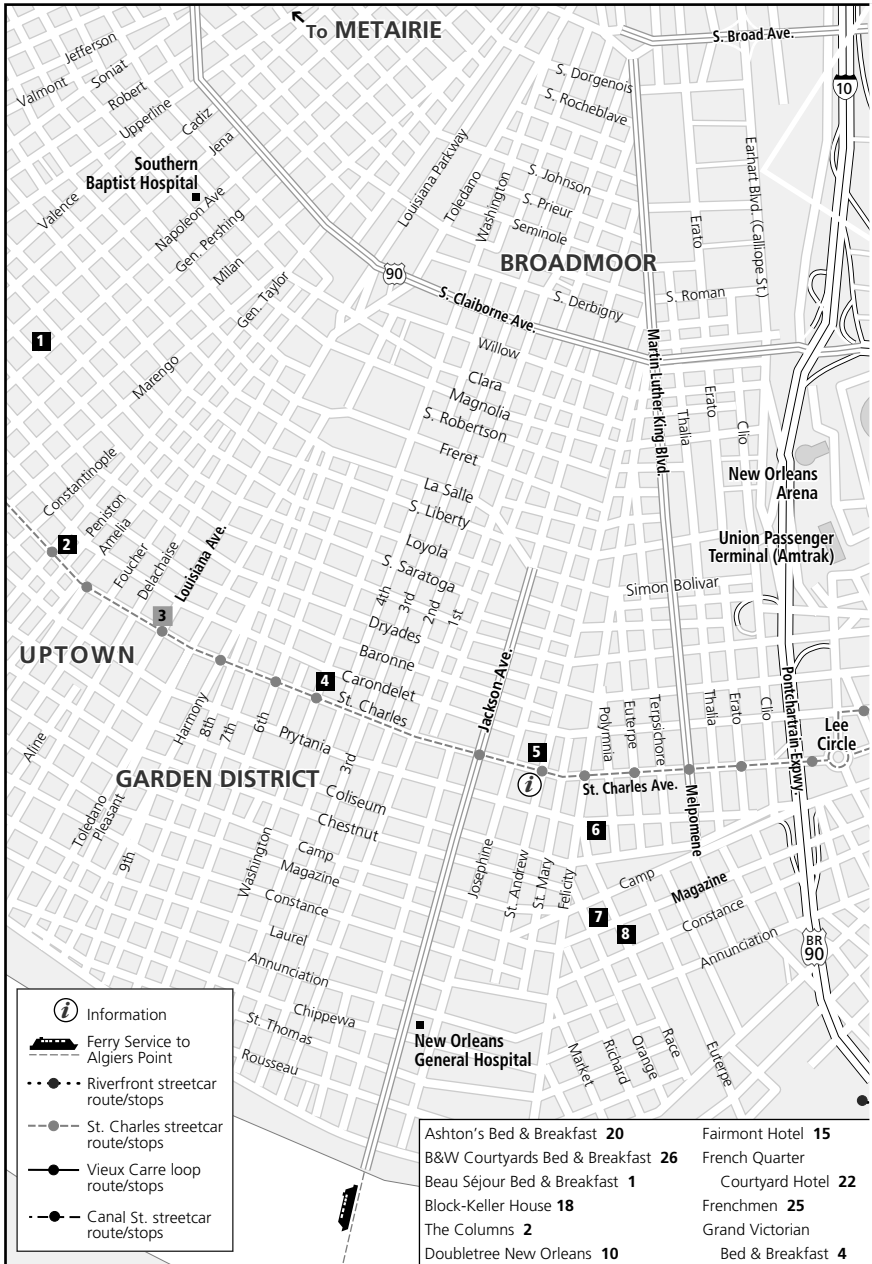 To METAIRIE
S. Broad Ave.
Jefferson
Soniat
Valmont
Robert
Upperline
Cadiz
Jena
S. Dorgenois
S. Rocheblave
10
Southern
Baptist Hospital
Valence
Napoleon Ave
Gen. Pershing
Milan
Gen. Taylor
Louisiana Parkway
Toledano
Washington
S. Johnson
S. Prieur
Seminole
Earhart Blvd. (Calliope St.)
Erato
BROADMOOR
90
S. Claiborne Ave.
S. Derbigny
S. Roman
1
Marengo
Willow
Clara
Magnolia
S. Robertson
Freret
Martin Luther King Blvd.
Thalia
Erato
Clio
New Orleans
Arena
Constantinople
La Salle
S. Liberty
Loyola
S. Saratoga
Union Passenger
Terminal (Amtrak)
2
Peniston
Amelia
Foucher
Delachaise
Louisiana Ave.
Simon Bolivar
3
4th
3rd
2nd
1st
Dryades
Baronne
Carondelet
St. Charles
UPTOWN
4
Jackson Ave.
Polymnia
Euterpe
Terpsichore
Thalia
Erato
Clio
Pontchartrain Expwy.
Lee
Circle
Aline
Harmony
8th
7th
6th
Prytania
3rd
5
i
St. Charles Ave.
GARDEN DISTRICT
Coliseum
Chestnut
Melpomene
6
Toledano
Pleasant
9th
Washington
Camp
Magazine
Constance
Laurel
Annunciation
Chippewa
St. Thomas
Rousseau
Josephine
St. Andrew
St. Mary
Felicity
Camp
Magazine
Constance
Annunciation
7
8
BR
90
New Orleans
General Hospital
Market
Richard
Orange
Race
Euterpe
i Information
Ferry Service to
Algiers Point
Riverfront streetcar
route/stops
St. Charles streetcar
route/stops
Vieux Carre loop
route/stops
Canal St. streetcar
route/stops
Ashton's Bed & Breakfast 20
B&W Courtyards Bed & Breakfast 26
Beau Séjour Bed & Breakfast 1
Block-Keller House 18
The Columns 2
Doubletree New Orleans 10
Fairmont Hotel 15
French Quarter
Courtyard Hotel 22
Frenchmen 25
Grand Victorian
Bed & Breakfast 4